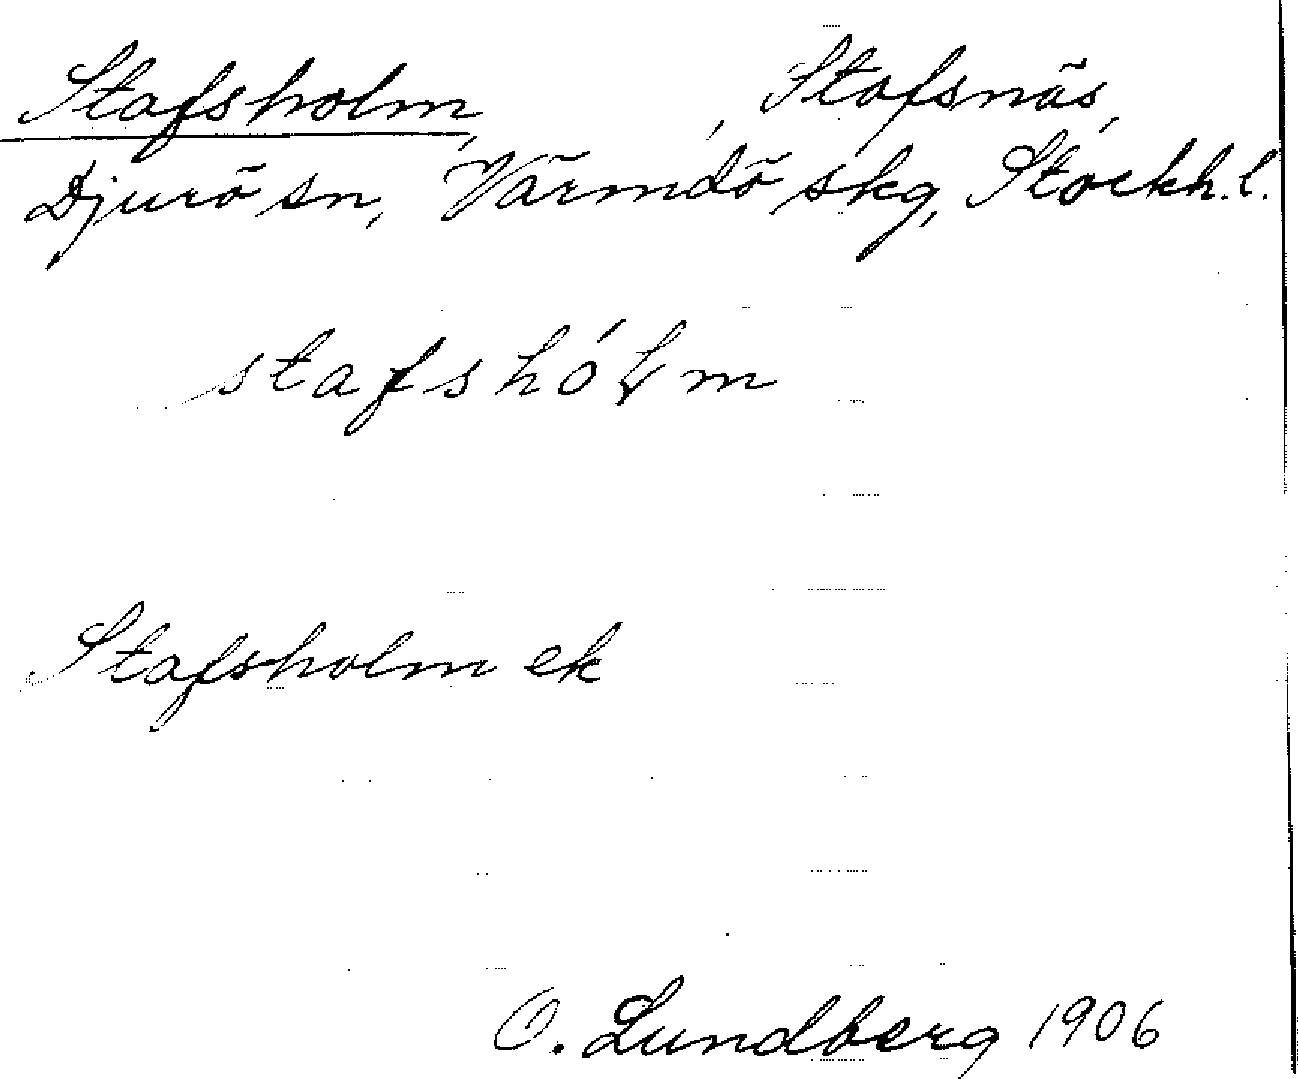 Stafsholm, , Stafsnäs,
Djurö sn, Värmdö skg, Stockh. l.
stafshólm
Stafsholm ek
O. Lundberg 1906